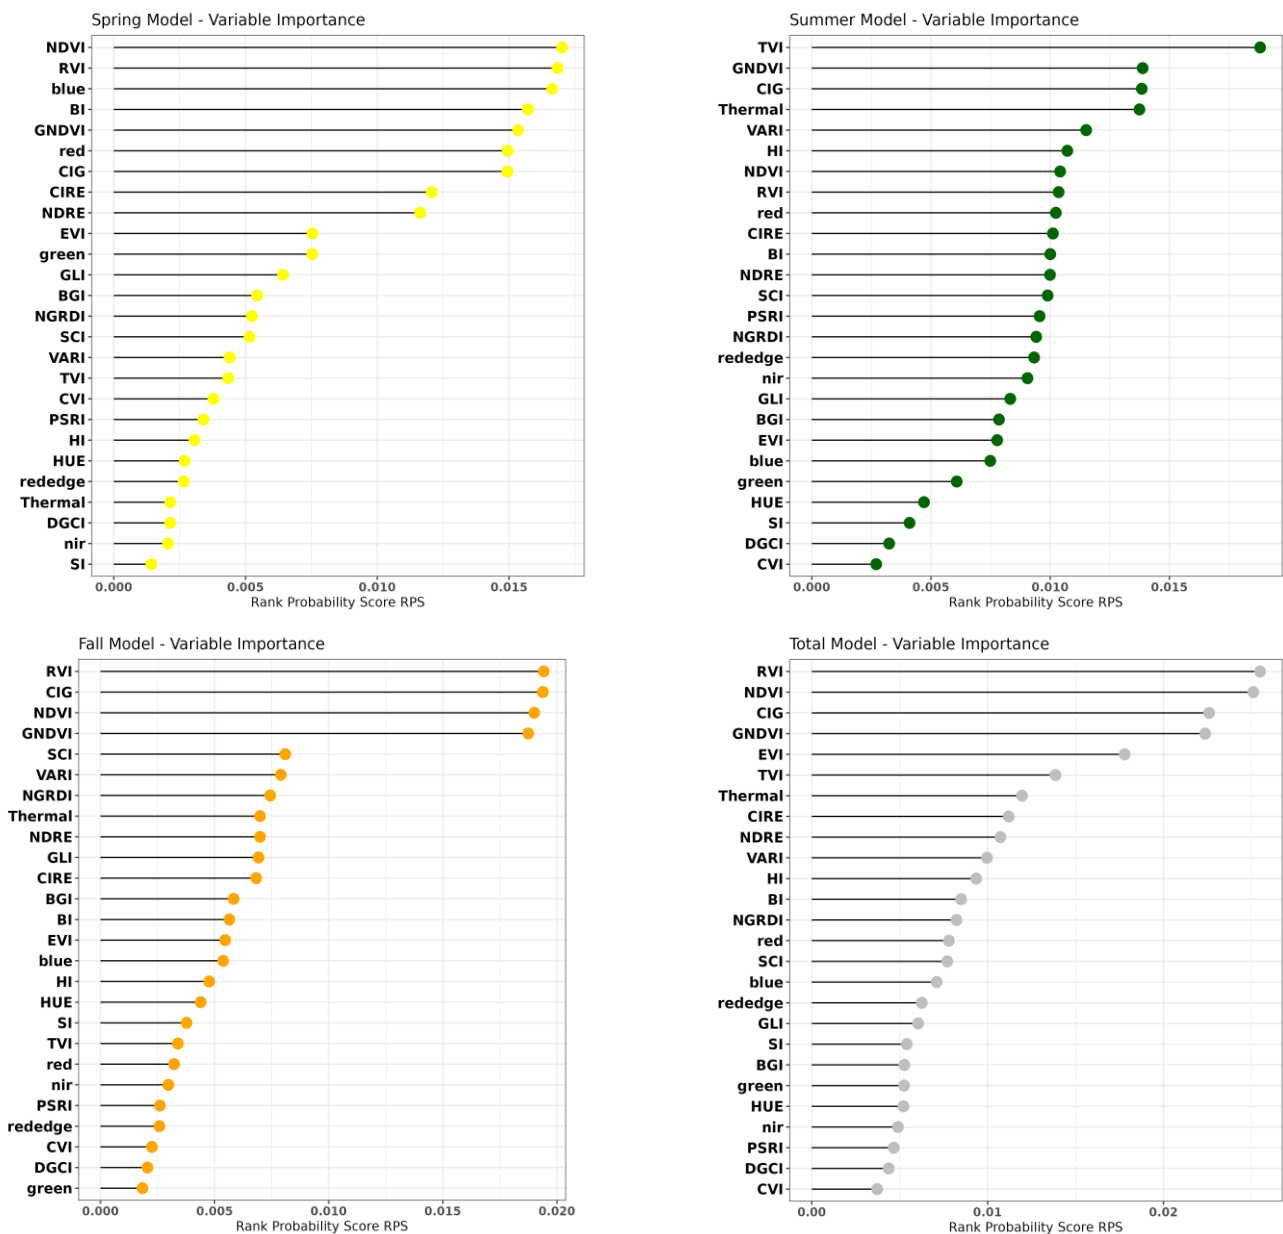 Spring Model - Variable Importance
NDVI
RVI
blue
BI
GNDVI
red
CIG
CIRE
NDRE
EVI
green
GLI
BGI
NGRDI
SCI
VARI
TVI
CVI
PSRI
HI
HUE
rededge
Thermal
DGCI
nir
SI
0.000 0.005 0.010 0.015
Rank Probability Score RPS
Summer Model - Variable Importance
TVI
GNDVI
CIG
Thermal
VARI
HI
NDVI
RVI
red
CIRE
BI
NDRE
SCI
PSRI
NGRDI
rededge
nir
GLI
BGI
EVI
blue
green
HUE
SI
DGCI
CVI
0.000 0.005 0.010 0.015
Rank Probability Score RPS
Fall Model - Variable Importance
RVI
CIG
NDVI
GNDVI
SCI
VARI
NGRDI
Thermal
NDRE
GLI
CIRE
BGI
BI
EVI
blue
HI
HUE
SI
TVI
red
nir
PSRI
rededge
CVI
DGCI
green
0.000 0.005 0.010 0.015 0.020
Rank Probability Score RPS
Total Model - Variable Importance
RVI
NDVI
CIG
GNDVI
EVI
TVI
Thermal
CIRE
NDRE
VARI
HI
BI
NGRDI
red
SCI
blue
rededge
GLI
SI
BGI
green
HUE
nir
PSRI
DGCI
CVI
0.00 0.01 0.02
Rank Probability Score RPS